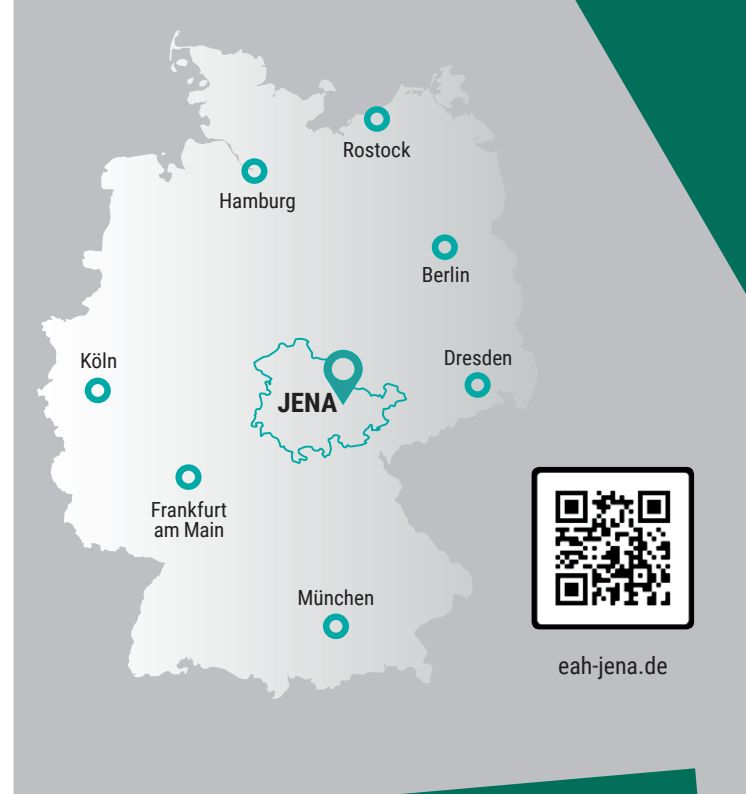 Rostock
Hamburg
Berlin
Köln
Dresden
JENA
Frankfurt
am Main
München
eah-jena.de